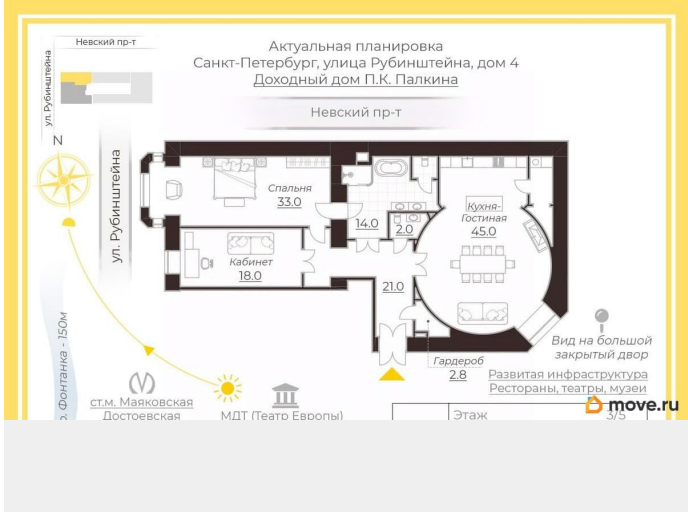 Актуальная планировка
Санкт-Петербург, улица Рубинштейна, дом 4
Доходный дом П.К. Палкина
Невский пр-т
ул. Рубинштейна
Невский пр-т
N
ул. Рубинштейна
Спальня
33.0
14.0
2.0
Кухня-
Гостиная
45.0
Кабинет
18.0
21.0
р. Фонтанка - 150м
Вид на большой
закрытый двор
Гардероб
2.8
Развитая инфраструктура
Рестораны, театры, музеи
ст.м. Маяковская
Достоевская
МДТ (Театр Европы)
Этаж
3/5
move.ru